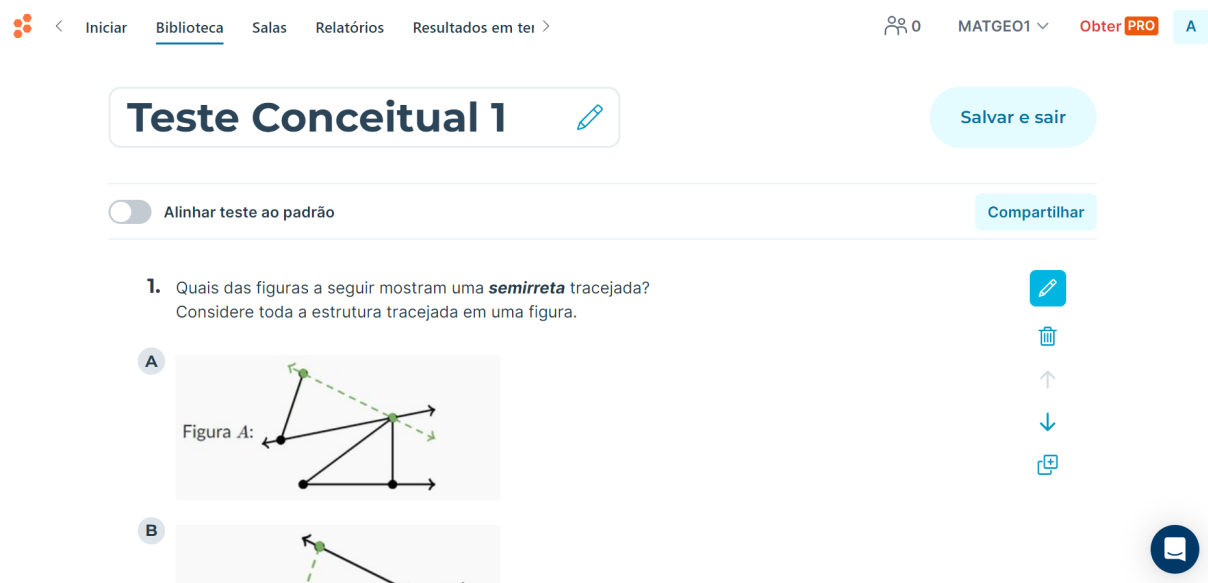 Iniciar Biblioteca Salas Relatórios Resultados em 0 MATGEO1 Obter PRO A
Teste Conceitual 1
Salvar e sair
Alinhar teste ao padrão Compartilhar
1. Quais das figuras a seguir mostram uma semirreta tracejada?
Considere toda a estrutura tracejada em uma figura.
A
Figura A:
B